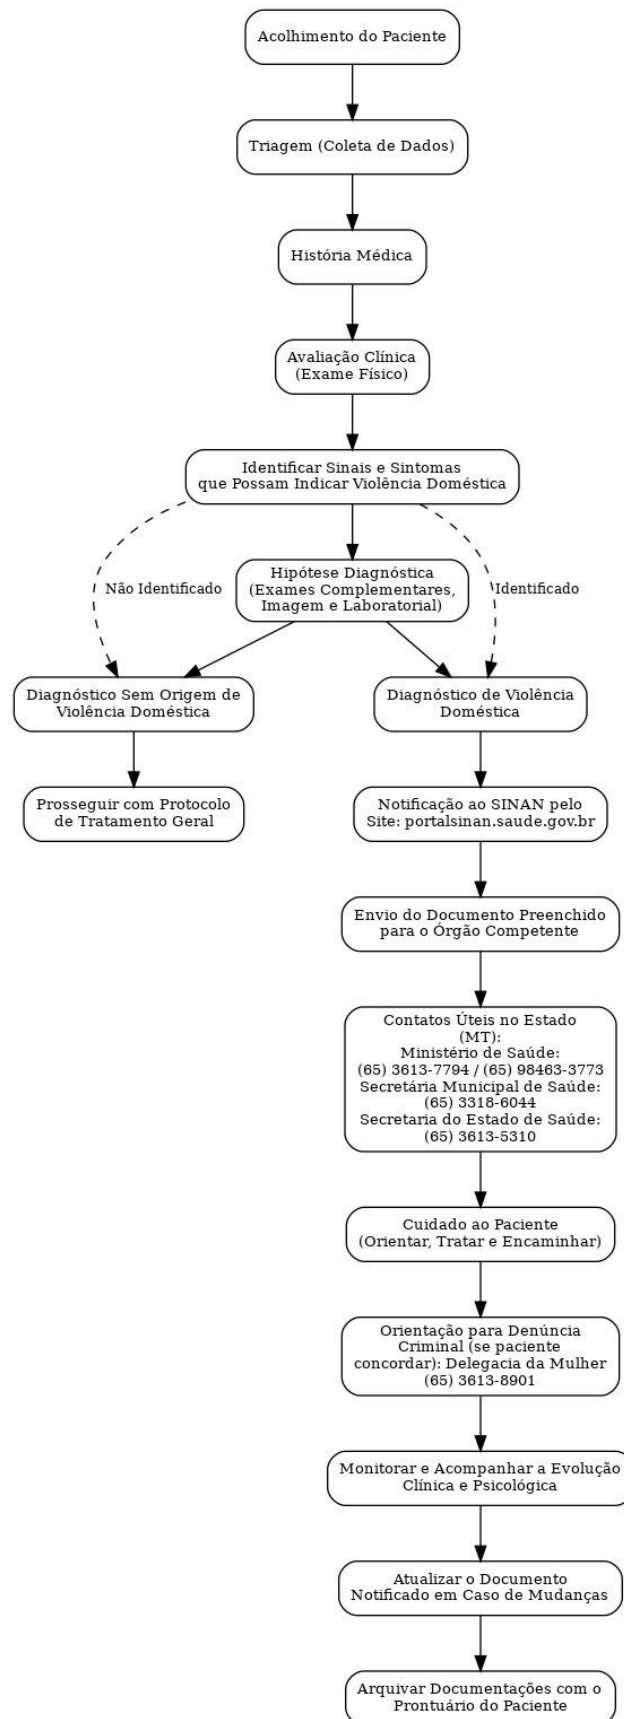 Acolhimento do Paciente
Triagem (Coleta de Dados)
História Médica
Avaliação Clínica
(Exame Físico)
Identificar Sinais e Sintomas
que Possam Indicar Violência Doméstica
Não Identificado
Hipótese Diagnóstica
(Exames Complementares,
Imagem e Laboratorial)
Identificado
Diagnóstico Sem Origem de
Violência Doméstica
Diagnóstico de Violência
Doméstica
Prosseguir com Protocolo
de Tratamento Geral
Notificação ao SINAN pelo
Site: portalsinan.saude.gov.br
Envio do Documento Preenchido
para o Órgão Competente
Contatos Úteis no Estado
(MT):
Ministério de Saúde:
(65) 3613-7794 / (65) 98463-3773
Secretária Municipal de Saúde:
(65) 3318-6044
Secretaria do Estado de Saúde:
(65) 3613-5310
Cuidado ao Paciente
(Orientar, Tratar e Encaminhar)
Orientação para Denúncia
Criminal (se paciente
concordar): Delegacia da Mulher
(65) 3613-8901
Monitorar e Acompanhar a Evolução
Clínica e Psicológica
Atualizar o Documento
Notificado em Caso de Mudanças
Arquivar Documentações com o
Prontuário do Paciente